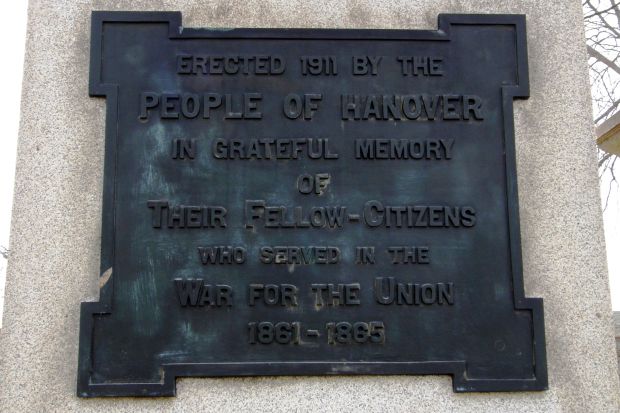 ERECTED 1911 BY THE
PEOPLE OF HANOVER
IN GRATEFUL MEMORY
OF
THEIR FELLOW-CITIZENS
WHO SERVED IN THE
WAR FOR THE UNION
1861-1865